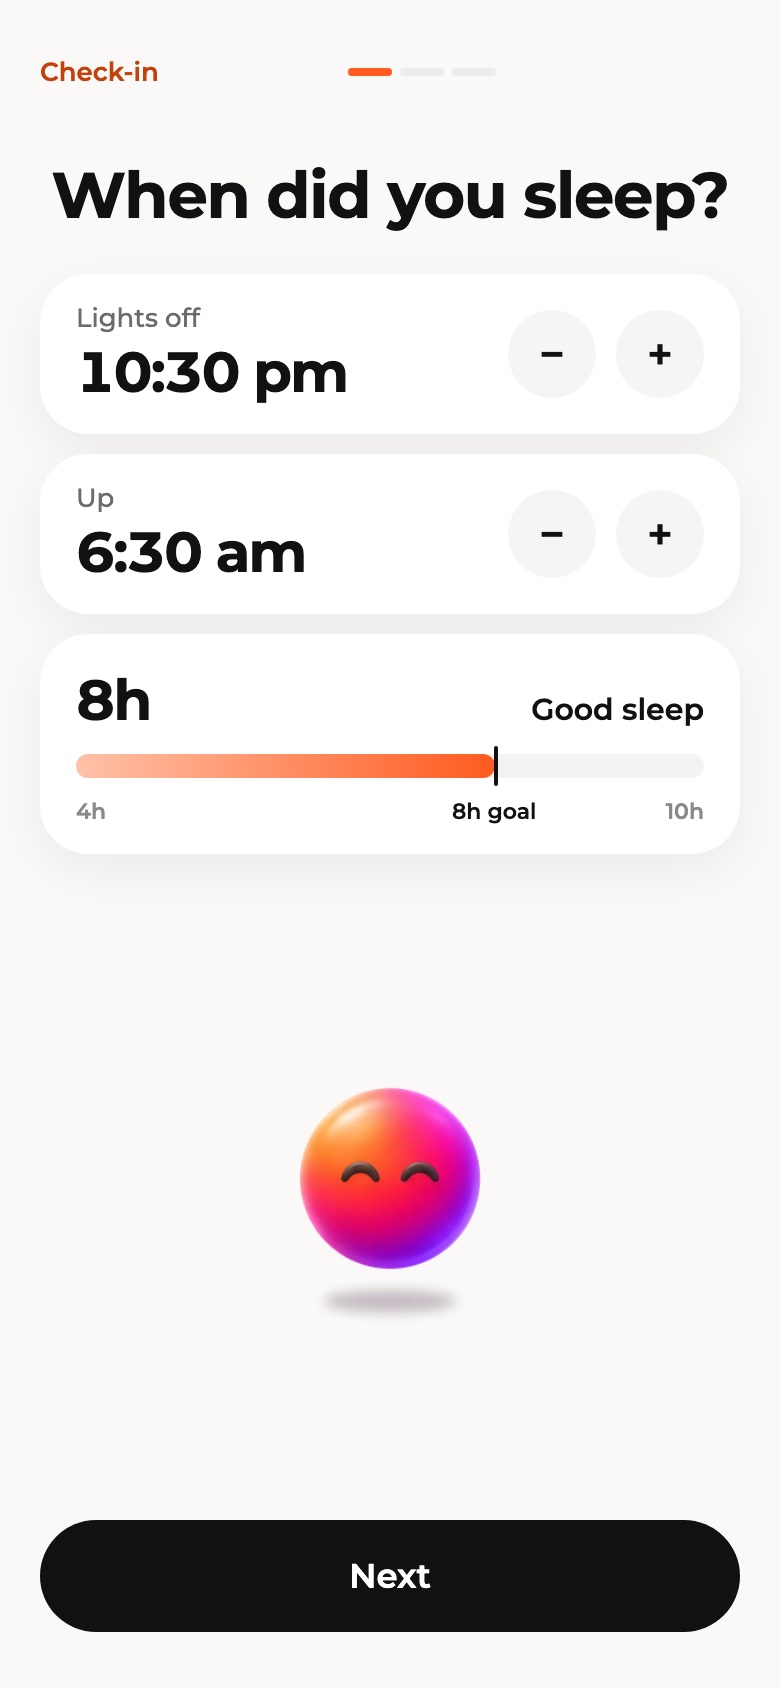 Check-in
When did you sleep?
Lights off
10:30 pm
− +
Up
6:30 am
− +
8h
Good sleep
4h
8h goal
10h
Next